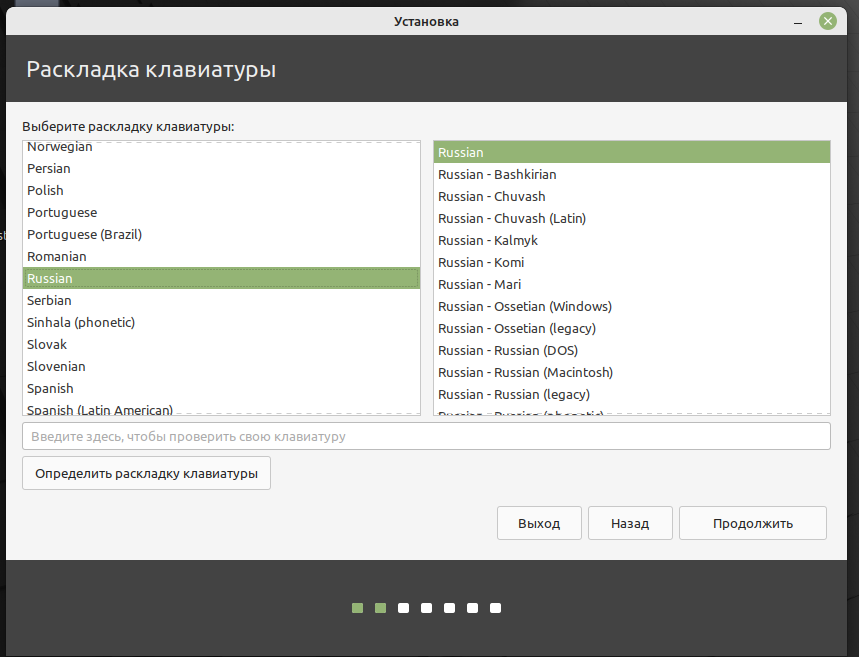 Установка
Раскладка клавиатуры
Выберите раскладку клавиатуры:
Norwegian
Persian
Polish
Portuguese
Portuguese (Brazil)
Romanian
Russian
Serbian
Sinhala (phonetic)
Slovak
Slovenian
Spanish
Spanish (Latin American)
Russian
Russian - Bashkirian
Russian - Chuvash
Russian - Chuvash (Latin)
Russian - Kalmyk
Russian - Komi
Russian - Mari
Russian - Ossetian (Windows)
Russian - Ossetian (legacy)
Russian - Russian (DOS)
Russian - Russian (Macintosh)
Russian - Russian (legacy)
Russian - Russian (phonetic)
Введите здесь, чтобы проверить свою клавиатуру
Определить раскладку клавиатуры
Выход
Назад
Продолжить